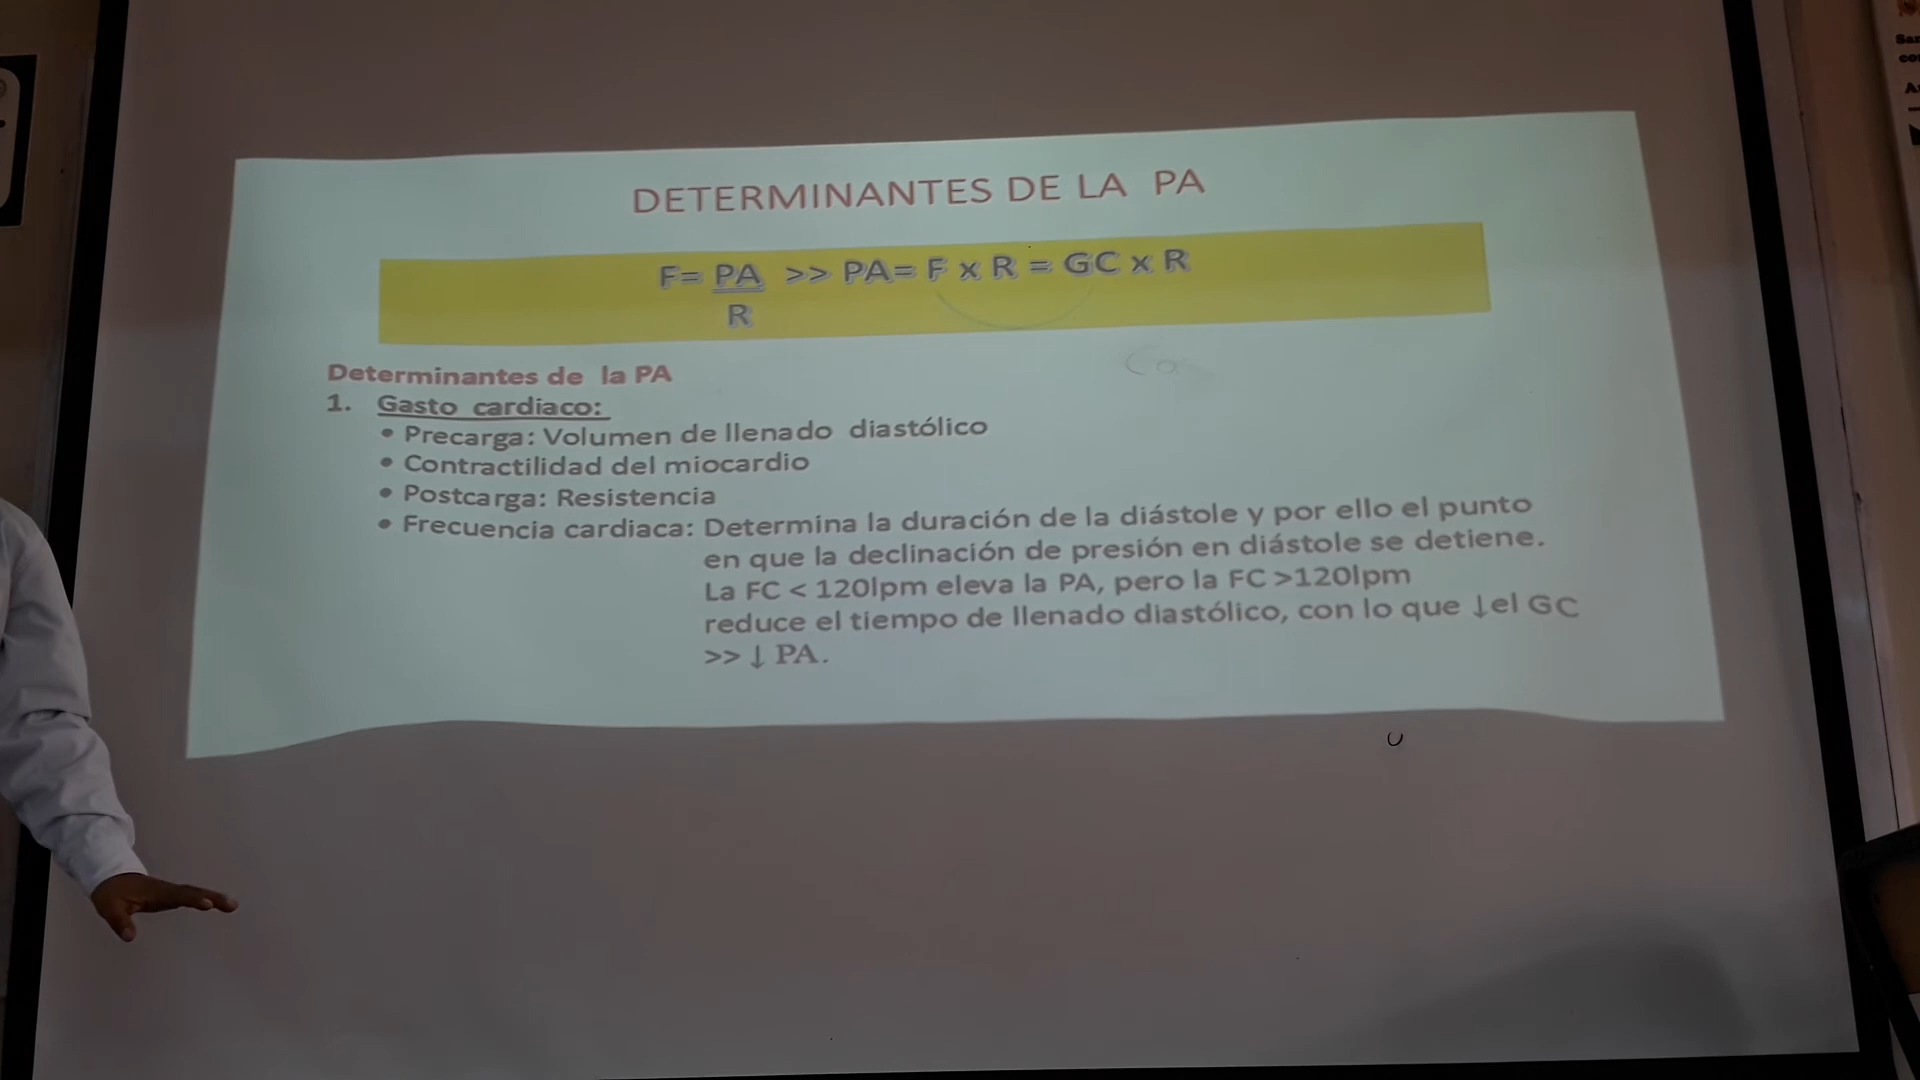 DETERMINANTES DE LA PA
F= PA >> PA= F x R = GC x R
R
Determinantes de la PA
1. Gasto cardiaco:
• Precarga: Volumen de llenado diastólico
• Contractilidad del miocardio
• Postcarga: Resistencia
• Frecuencia cardiaca: Determina la duración de la diástole y por ello el punto
en que la declinación de presión en diástole se detiene.
La FC < 120lpm eleva la PA, pero la FC >120lpm
reduce el tiempo de llenado diastólico, con lo que ↓el GC
>> ↓ PA.